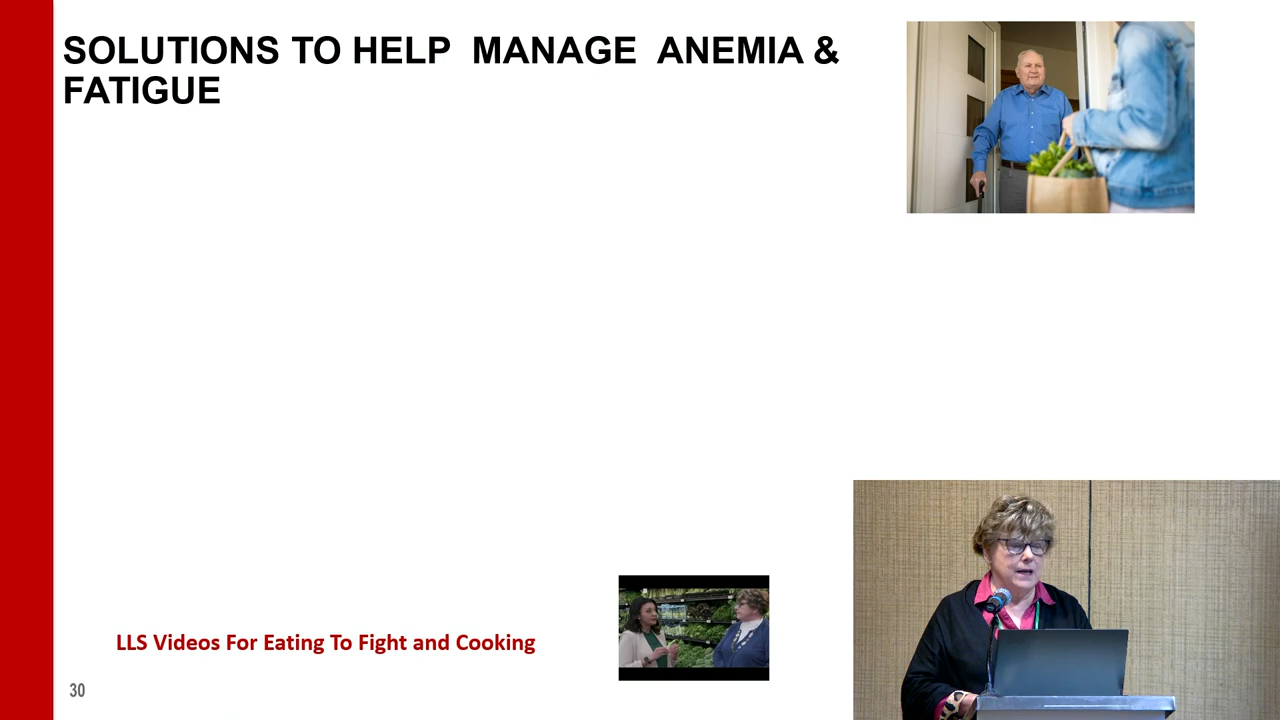 SOLUTIONS TO HELP MANAGE ANEMIA &
FATIGUE
LLS Videos For Eating To Fight and Cooking
30